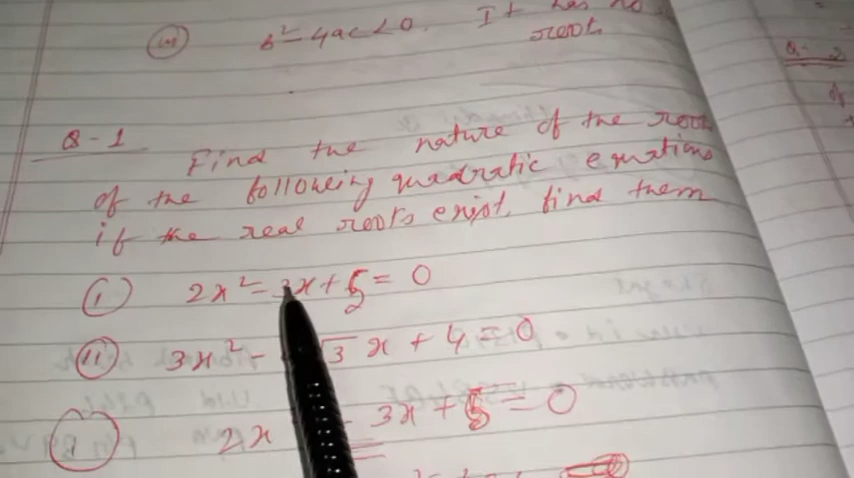 (iii) b²-4ac<0. It has no
roots
Q-1 Find the nature of the roots
of the following quadratic equations
if the real roots exist, find them
(i) 2x²-3x+5=0
(ii) 3x²- √3 x + 4=0
(i) 2x - 3x + 5=0
Q-2
of